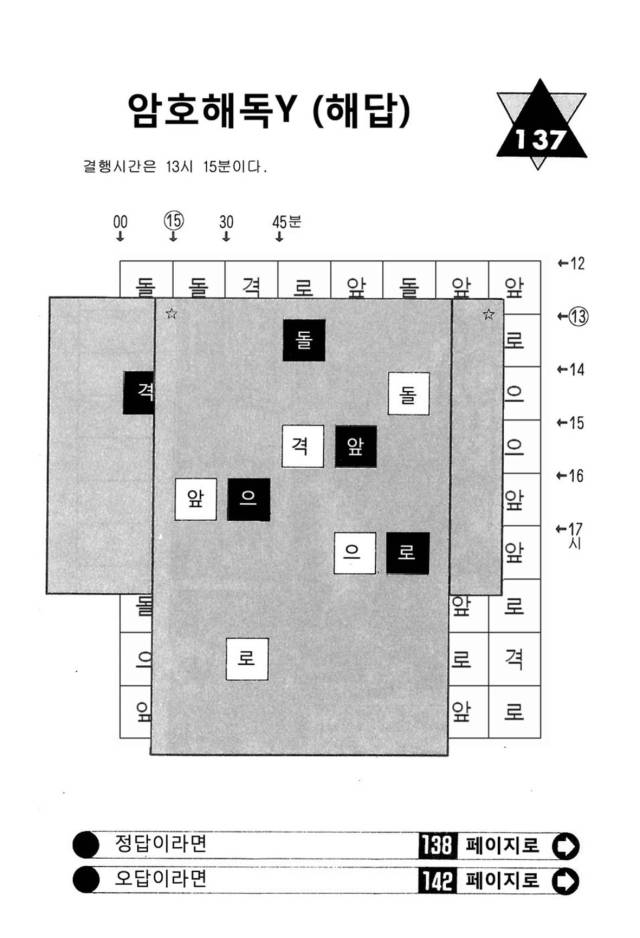 암호해독Y (해답)
137
결행시간은 13시 15분이다.
00 15 30 45분
돌 돌 격 로 앞 돌 앞 앞
←12
☆ ☆
←13
돌 로
←14
격 돌 으
←15
격 앞 으
←16
앞 으 앞
←17
시
으 로 앞
돌 앞 로
으 로 로 격
앞 앞 로
정답이라면 138 페이지로
오답이라면 142 페이지로